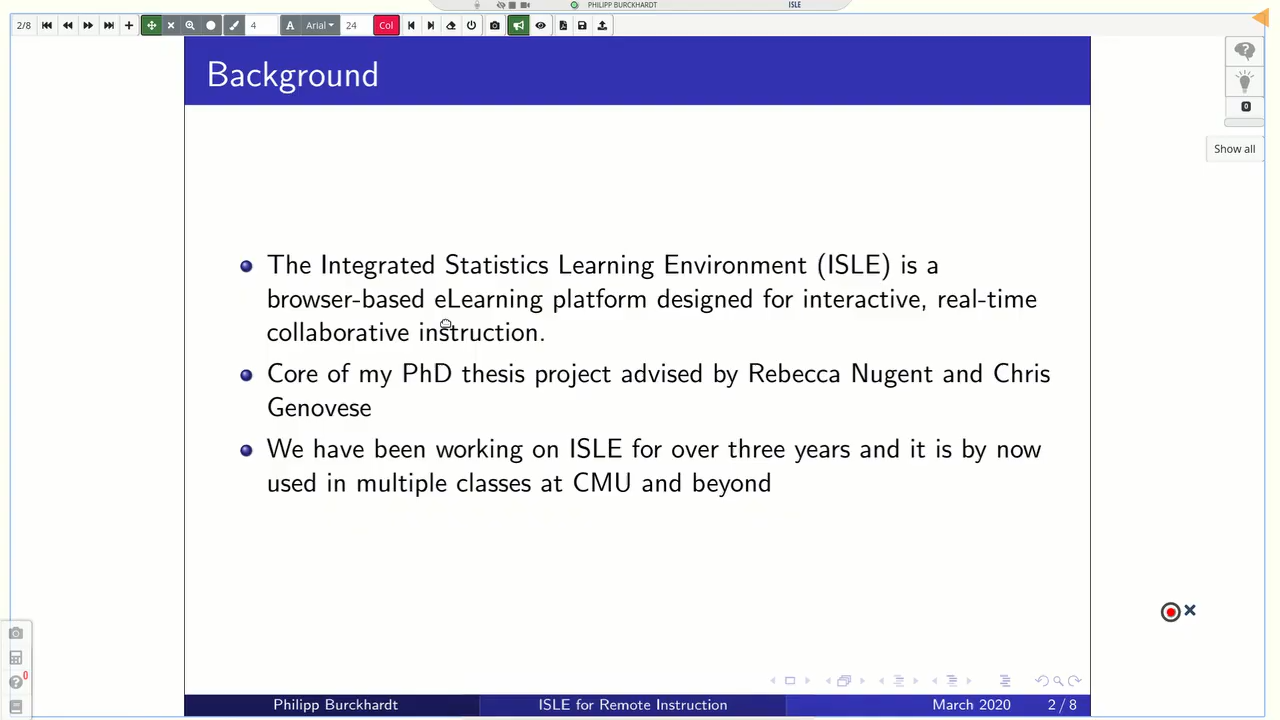 PHILIPP BURCKHARDT
ISLE
2/8
4
A
Arial
24
Col
Background
0
Show all
The Integrated Statistics Learning Environment (ISLE) is a
browser-based eLearning platform designed for interactive, real-time
collaborative instruction.
Core of my PhD thesis project advised by Rebecca Nugent and Chris
Genovese
We have been working on ISLE for over three years and it is by now
used in multiple classes at CMU and beyond
0
Philipp Burckhardt
ISLE for Remote Instruction
March 2020
2 / 8